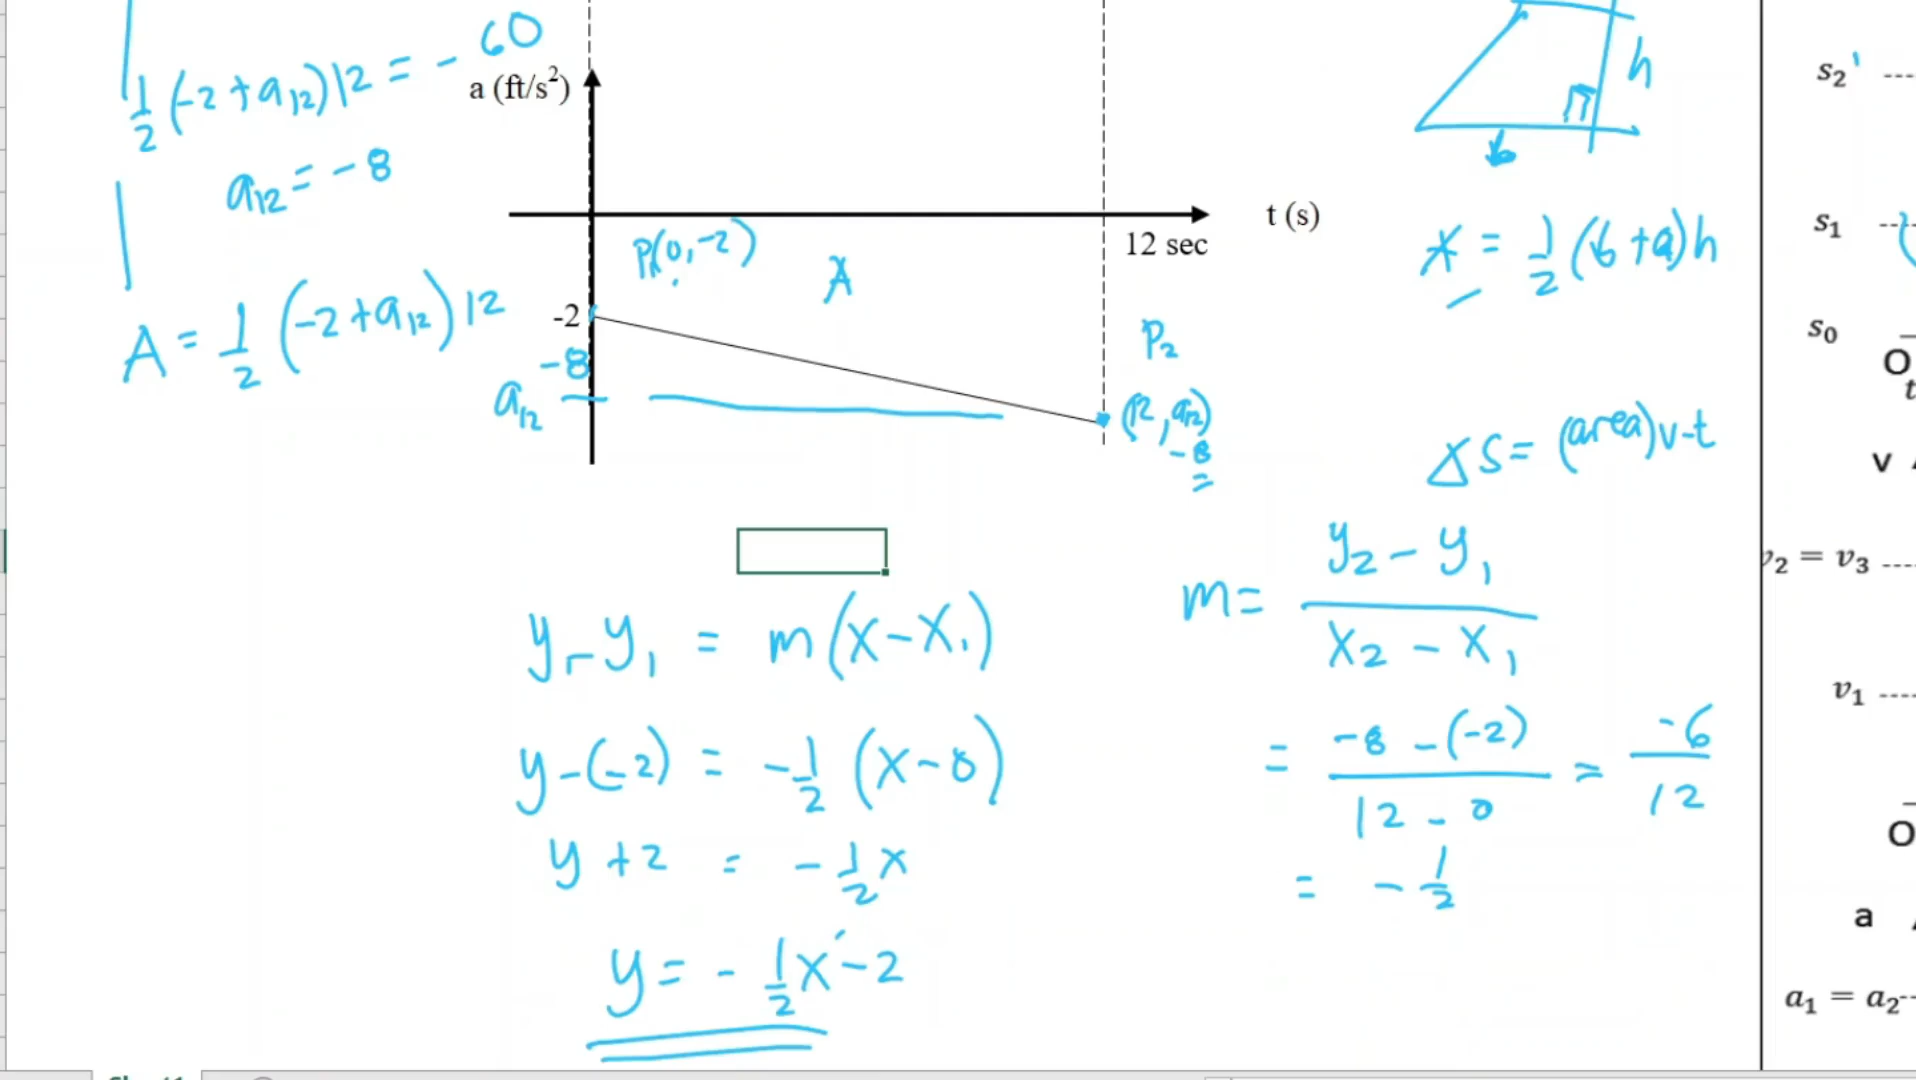 ½(-2+a₁₂)12 = -60
a₁₂ = -8
A = ½(-2+a₁₂)12
a (ft/s²)
t (s)
12 sec
P₁(0,-2)
A
-2
-8
a₁₂
P₂
(12, a₁₂)
-8
y - y₁ = m(x - x₁)
y - (-2) = -½(x - 0)
y + 2 = -½x
y = -½x - 2
h
b
A = ½(b+a)h
ΔS = (area)v-t
m = (y₂ - y₁)/(x₂ - x₁)
= (-8 - (-2))/(12 - 0) = -6/12
= -½
s₂
s₁
s₀
O
t
v
v₂ = v₃
v₁
O
a
a₁ = a₂